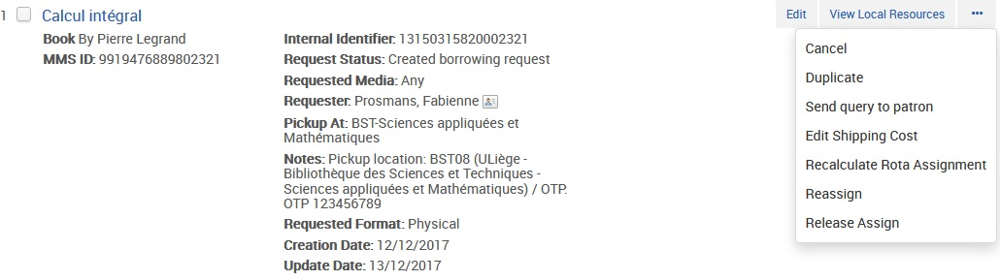 1 Calcul intégral
Edit View Local Resources •••
Book By Pierre Legrand
MMS ID: 9919476889802321
Internal Identifier: 13150315820002321
Request Status: Created borrowing request
Requested Media: Any
Requester: Prosmans, Fabienne
Pickup At: BST-Sciences appliquées et
Mathématiques
Notes: Pickup location: BST08 (ULiège -
Bibliothèque des Sciences et Techniques -
Sciences appliquées et Mathématiques) / OTP.
OTP 123456789
Requested Format: Physical
Creation Date: 12/12/2017
Update Date: 13/12/2017
Cancel
Duplicate
Send query to patron
Edit Shipping Cost
Recalculate Rota Assignment
Reassign
Release Assign